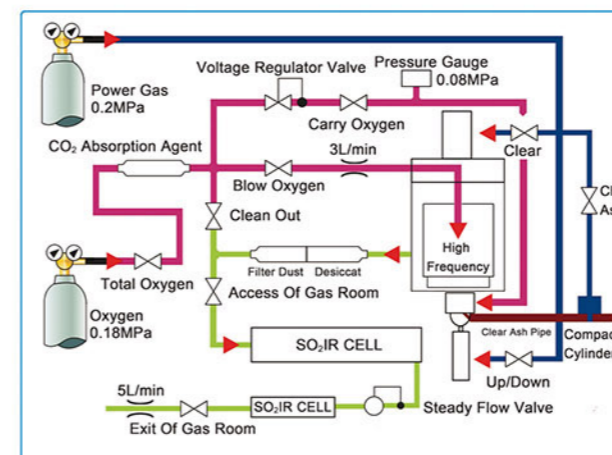 Power Gas
0.2MPa
Voltage Regulator Valve
Pressure Gauge
0.08MPa
Carry Oxygen
Clear
CO₂ Absorption Agent
3L/min
Blow Oxygen
Clean Out
High
Frequency
Filter Dust
Desiccat
Total Oxygen
Access Of Gas Room
Oxygen
0.18MPa
Clear Ash Pipe
Cylinder
SO₂IR CELL
Up/Down
5L/min
SO₂IR CELL
Steady Flow Valve
Exit Of Gas Room